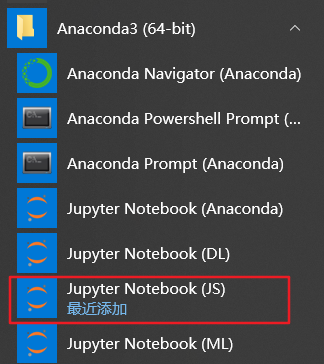 Anaconda3 (64-bit)
Anaconda Navigator (Anaconda)
Anaconda Powershell Prompt (...
Anaconda Prompt (Anaconda)
Jupyter Notebook (Anaconda)
Jupyter Notebook (DL)
Jupyter Notebook (JS)
最近添加
Jupyter Notebook (ML)